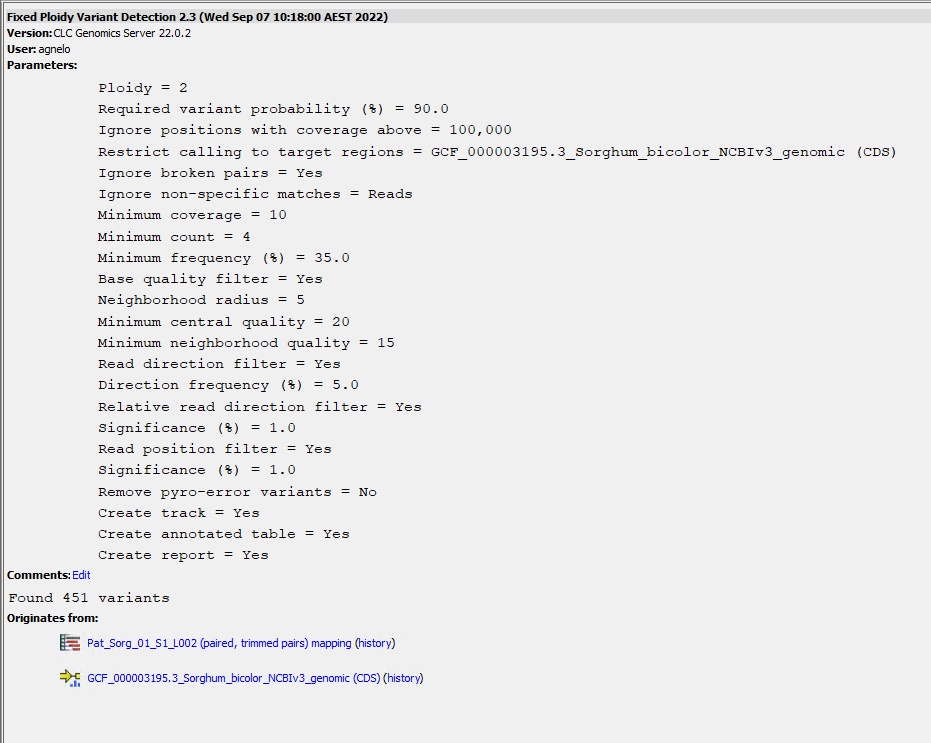 Fixed Ploidy Variant Detection 2.3 (Wed Sep 07 10:18:00 AEST 2022)
Version: CLC Genomics Server 22.0.2
User: agnelo
Parameters:
Ploidy = 2
Required variant probability (%) = 90.0
Ignore positions with coverage above = 100,000
Restrict calling to target regions = GCF_000003195.3_Sorghum_bicolor_NCBIv3_genomic (CDS)
Ignore broken pairs = Yes
Ignore non-specific matches = Reads
Minimum coverage = 10
Minimum count = 4
Minimum frequency (%) = 35.0
Base quality filter = Yes
Neighborhood radius = 5
Minimum central quality = 20
Minimum neighborhood quality = 15
Read direction filter = Yes
Direction frequency (%) = 5.0
Relative read direction filter = Yes
Significance (%) = 1.0
Read position filter = Yes
Significance (%) = 1.0
Remove pyro-error variants = No
Create track = Yes
Create annotated table = Yes
Create report = Yes
Comments: Edit
Found 451 variants
Originates from:
Pat_Sorg_01_S1_L002 (paired, trimmed pairs) mapping (history)
GCF_000003195.3_Sorghum_bicolor_NCBIv3_genomic (CDS) (history)